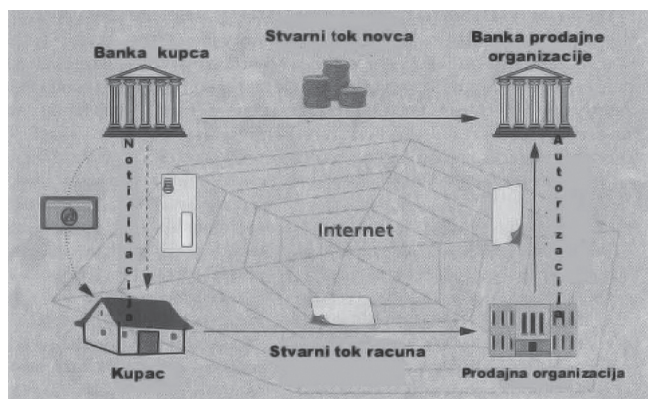 Stvarni tok novca
Banka kupca
Banka prodajne
organizacije
Notifikacija
Autorizacija
@
Internet
Stvarni tok racuna
Kupac
Prodajna organizacija